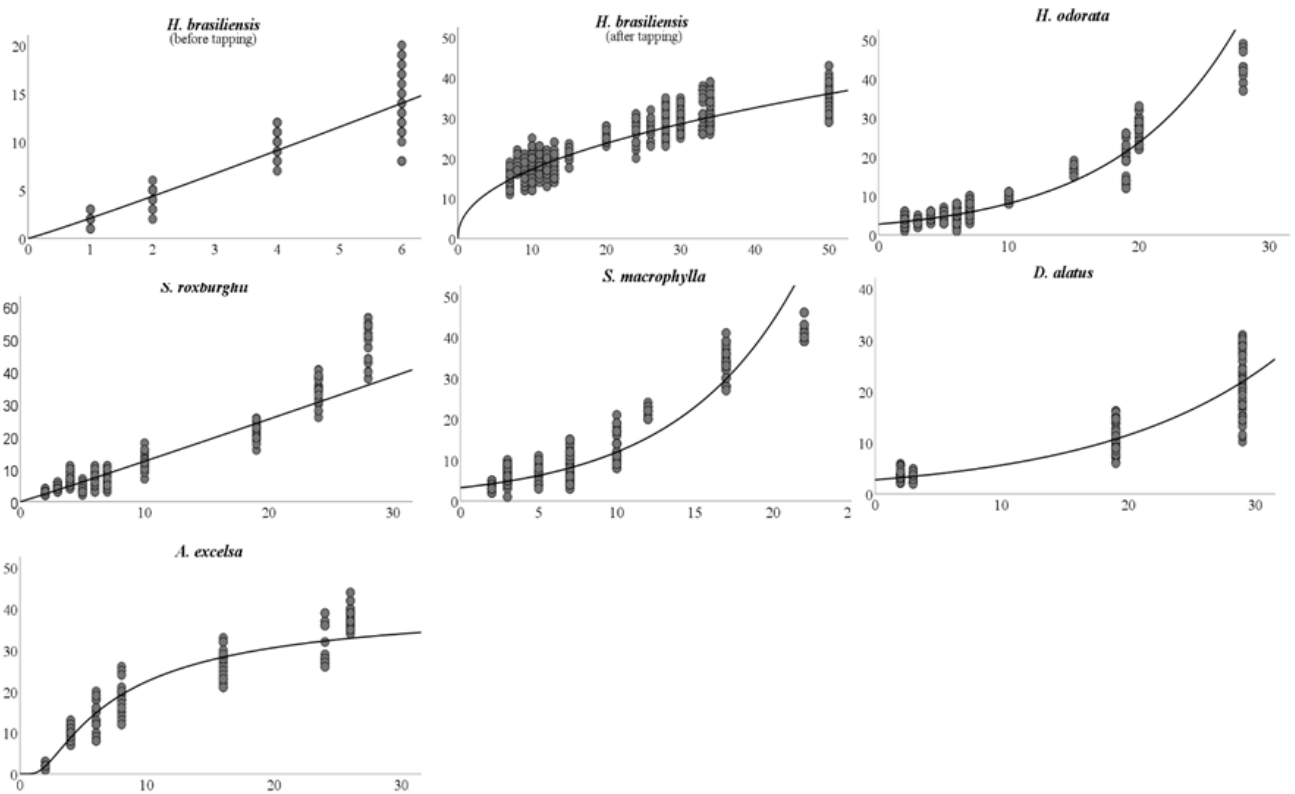 H. brasiliensis
(before tapping)
20
15
10
5
0
0 1 2 3 4 5 6
H. brasiliensis
(after tapping)
50
40
30
20
10
0
0 10 20 30 40 50
H. odorata
50
40
30
20
10
0
0 10 20 30
S. roxburghii
60
50
40
30
20
10
0
0 10 20 30
S. macrophylla
50
40
30
20
10
0
0 5 10 15 20 2
D. alatus
40
30
20
10
0
0 10 20 30
A. excelsa
50
40
30
20
10
0
0 10 20 30